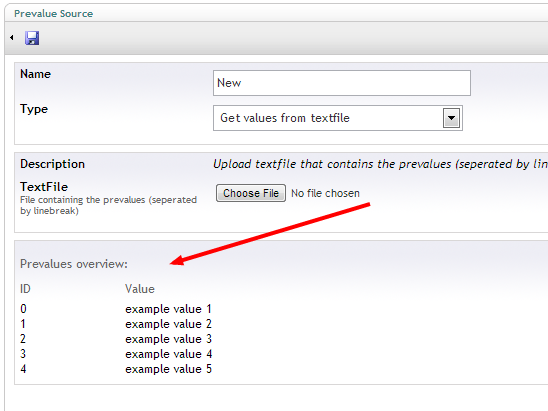 Prevalue Source
Name New
Type Get values from textfile
Description Upload textfile that contains the prevalues (seperated by lin
TextFile
File containing the prevalues (seperated by linebreak)
Choose File No file chosen
Prevalues overview:
ID Value
0 example value 1
1 example value 2
2 example value 3
3 example value 4
4 example value 5